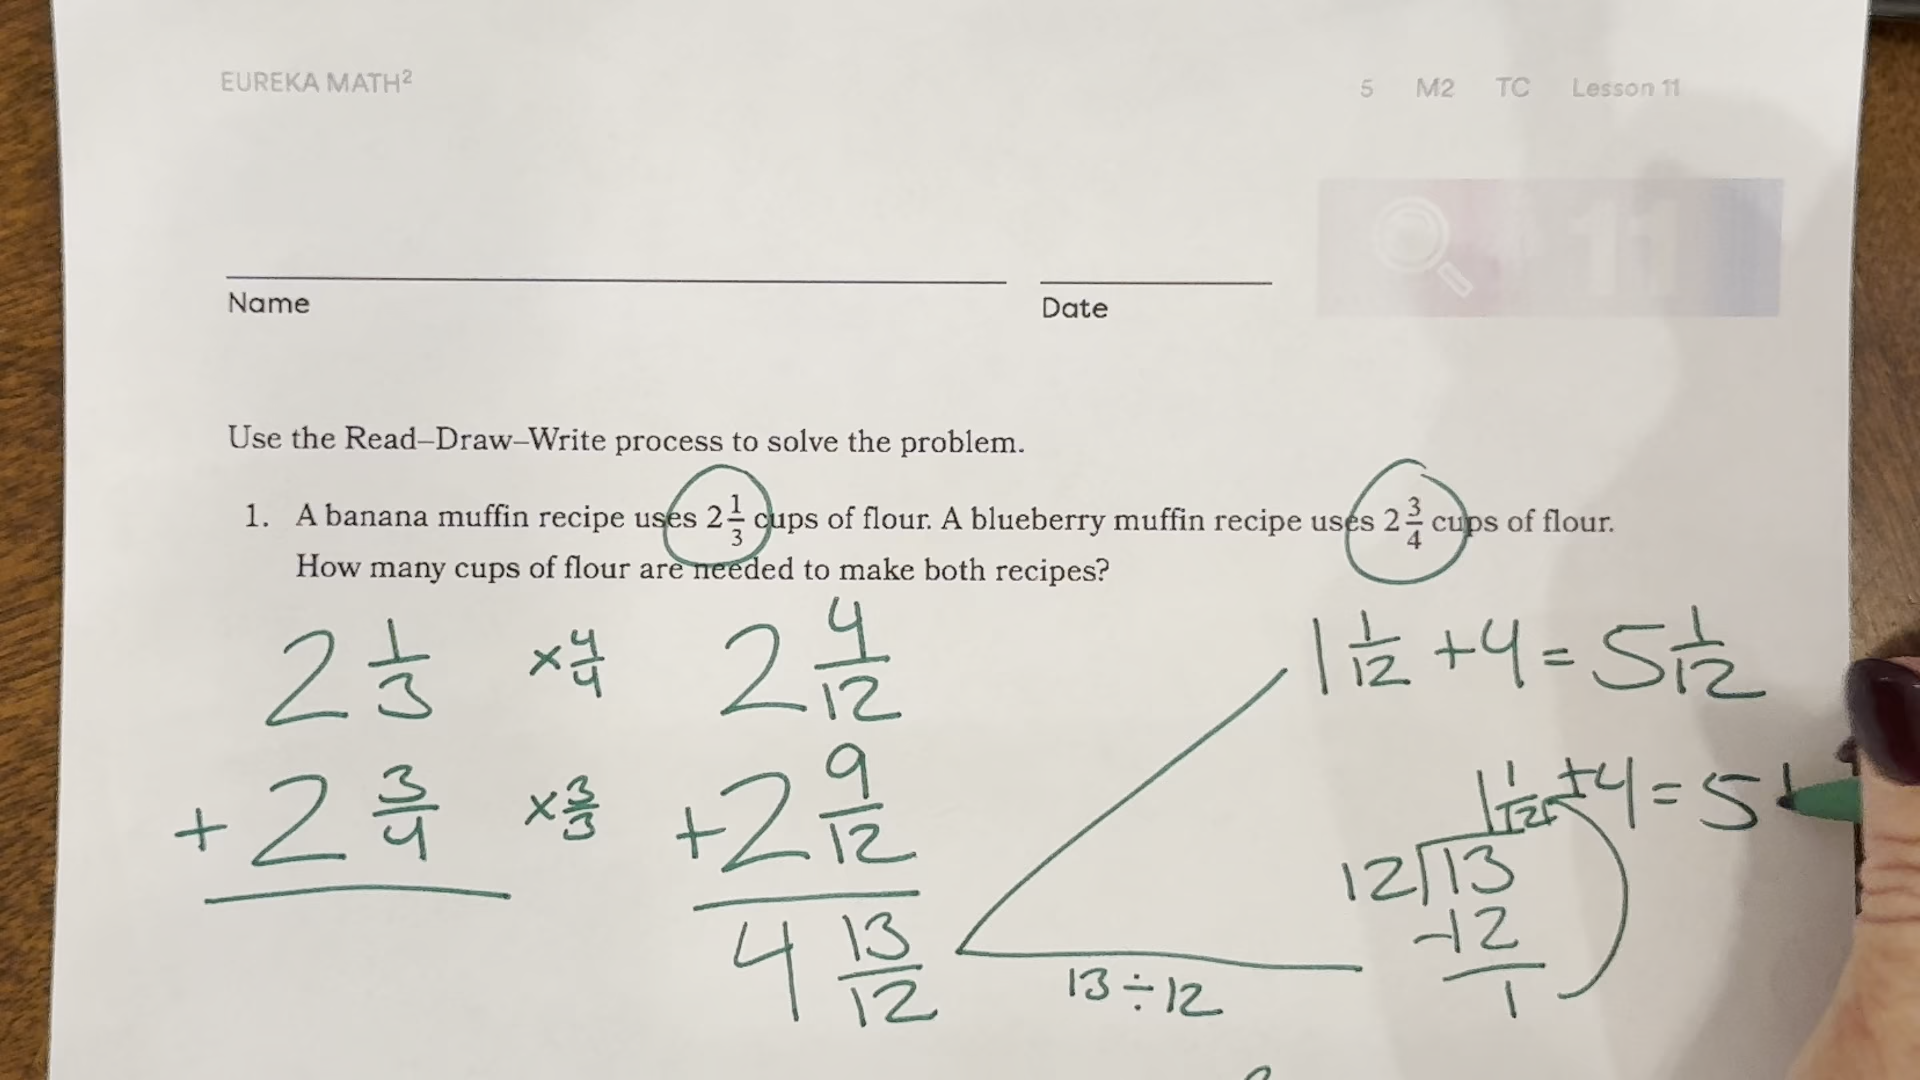 EUREKA MATH²
5 M2 TC Lesson 11
11
Name
Date
Use the Read–Draw–Write process to solve the problem.
1. A banana muffin recipe uses 2 1/3 cups of flour. A blueberry muffin recipe uses 2 3/4 cups of flour.
How many cups of flour are needed to make both recipes?
2 1/3 × 4/4
+ 2 3/4 × 3/3
2 4/12
+ 2 9/12
4 13/12
1 1/12 + 4 = 5 1/12
13 ÷ 12
1 1/12 + 4 = 5 1
12 13
-12
1